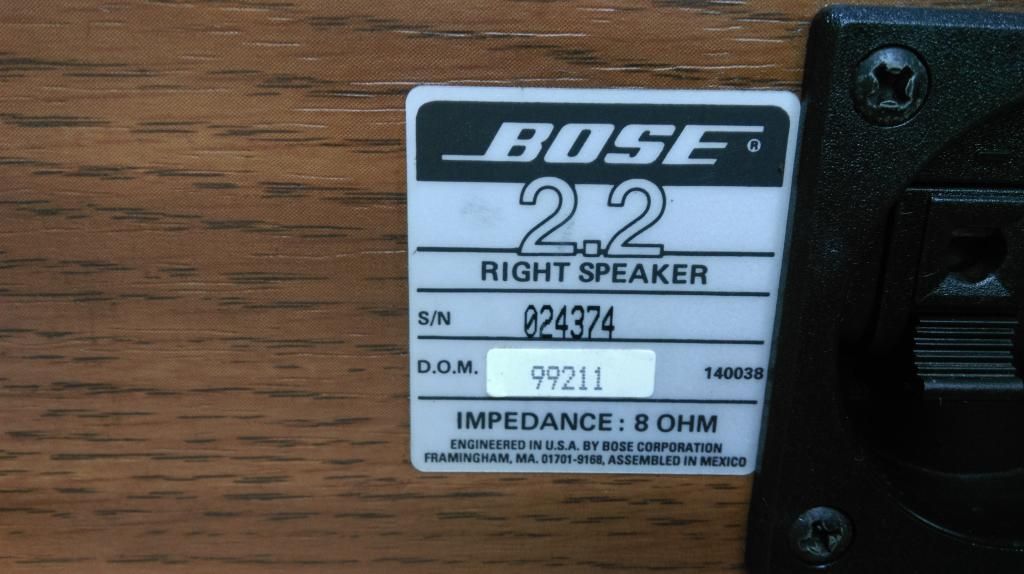 BOSE®
2.2
RIGHT SPEAKER
S/N 024374
D.O.M. 99211 140038
IMPEDANCE: 8 OHM
ENGINEERED IN U.S.A. BY BOSE CORPORATION
FRAMINGHAM, MA. 01701-9168, ASSEMBLED IN MEXICO